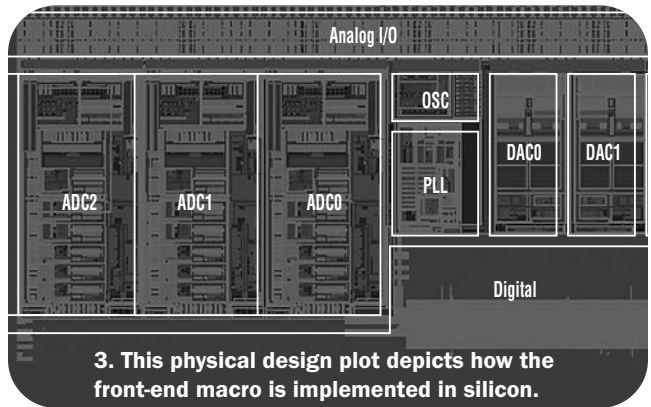 Analog I/O
OSC
DAC0
DAC1
PLL
ADC2
ADC1
ADC0
Digital
3. This physical design plot depicts how the
front-end macro is implemented in silicon.